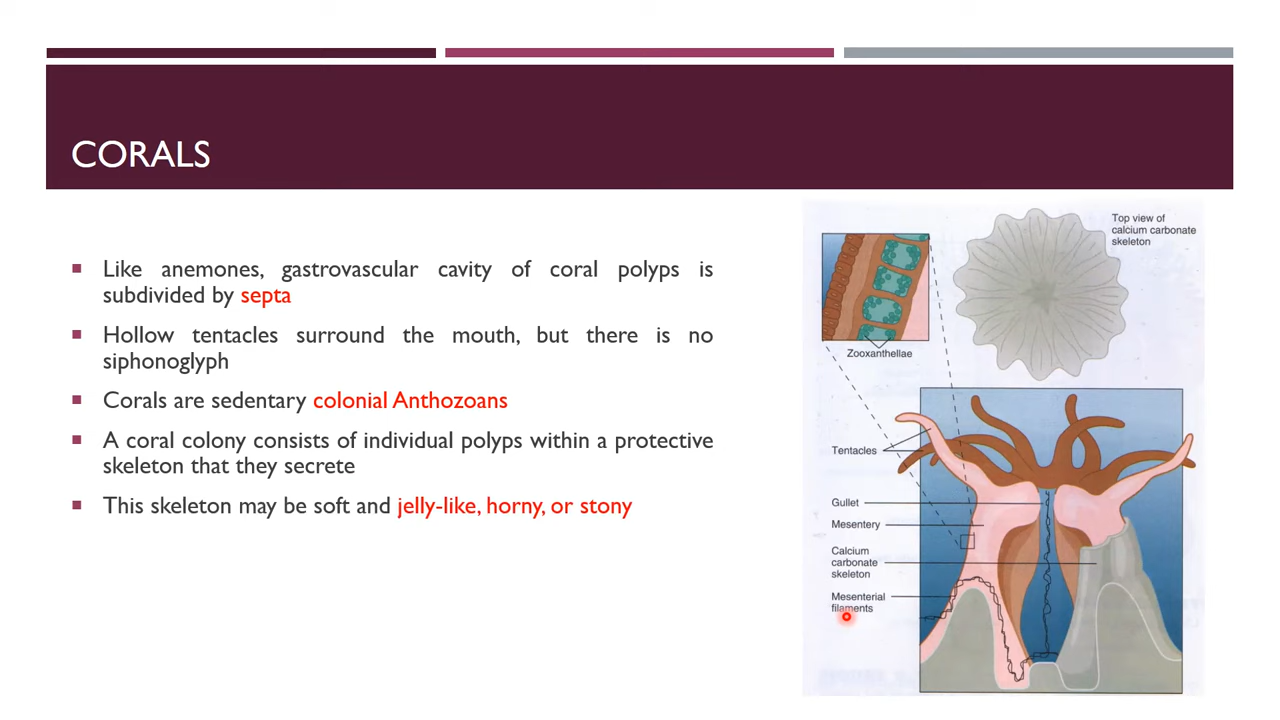 CORALS
Like anemones, gastrovascular cavity of coral polyps is
subdivided by septa
Hollow tentacles surround the mouth, but there is no
siphonoglyph
Corals are sedentary colonial Anthozoans
A coral colony consists of individual polyps within a protective
skeleton that they secrete
This skeleton may be soft and jelly-like, horny, or stony
Top view of
calcium carbonate
skeleton
Zooxanthellae
Tentacles
Gullet
Mesentery
Calcium
carbonate
skeleton
Mesenterial
filaments